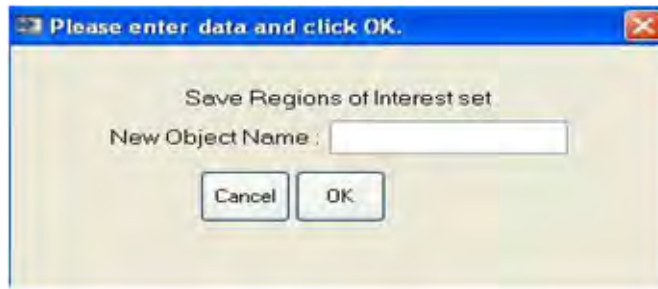 Please enter data and click OK.
Save Regions of Interest set
New Object Name :
Cancel OK